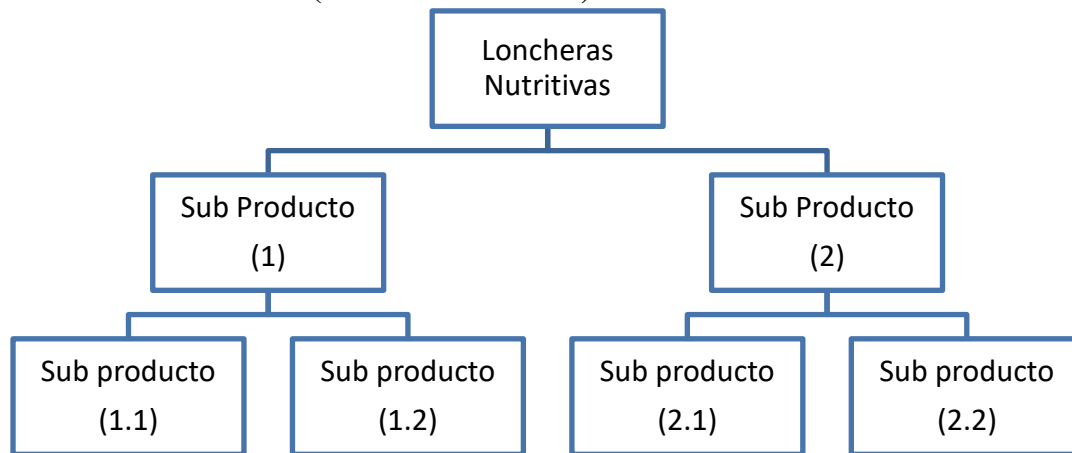 Loncheras
Nutritivas
Sub Producto
(1)
Sub Producto
(2)
Sub producto
(1.1)
Sub producto
(1.2)
Sub producto
(2.1)
Sub producto
(2.2)